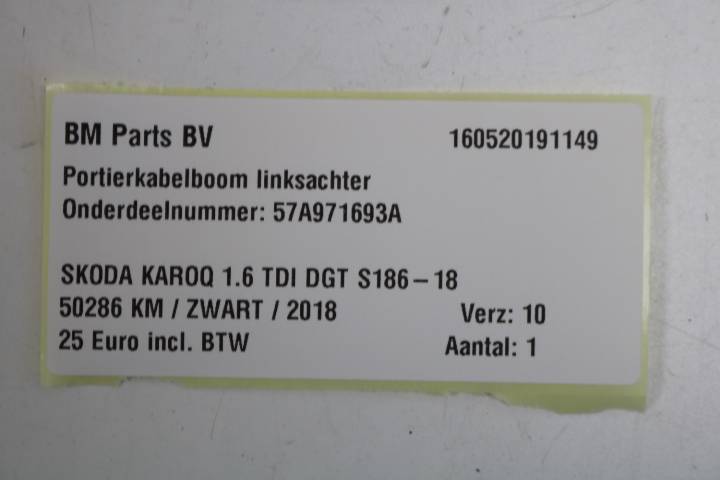 BM Parts BV 160520191149
Portierkabelboom linksachter
Onderdeelnummer: 57A971693A
SKODA KAROQ 1.6 TDI DGT S186-18
50286 KM / ZWART / 2018 Verz: 10
25 Euro incl. BTW Aantal: 1